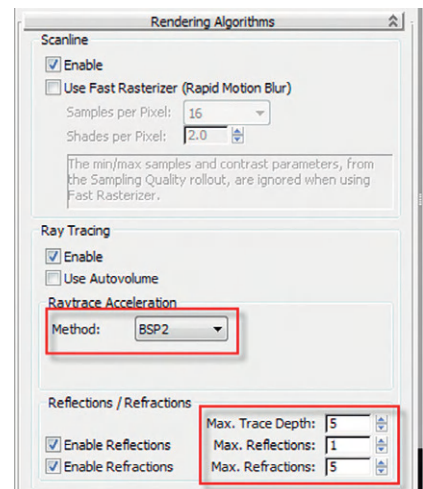 Rendering Algorithms
Scanline
Enable
Use Fast Rasterizer (Rapid Motion Blur)
Samples per Pixel: 16
Shades per Pixel: 2.0
The min/max samples and contrast parameters, from
the Sampling Quality rollout, are ignored when using
Fast Rasterizer.
Ray Tracing
Enable
Use Autovolume
Raytrace Acceleration
Method: BSP2
Reflections / Refractions
Max. Trace Depth: 5
Enable Reflections Max. Reflections: 1
Enable Refractions Max. Refractions: 5